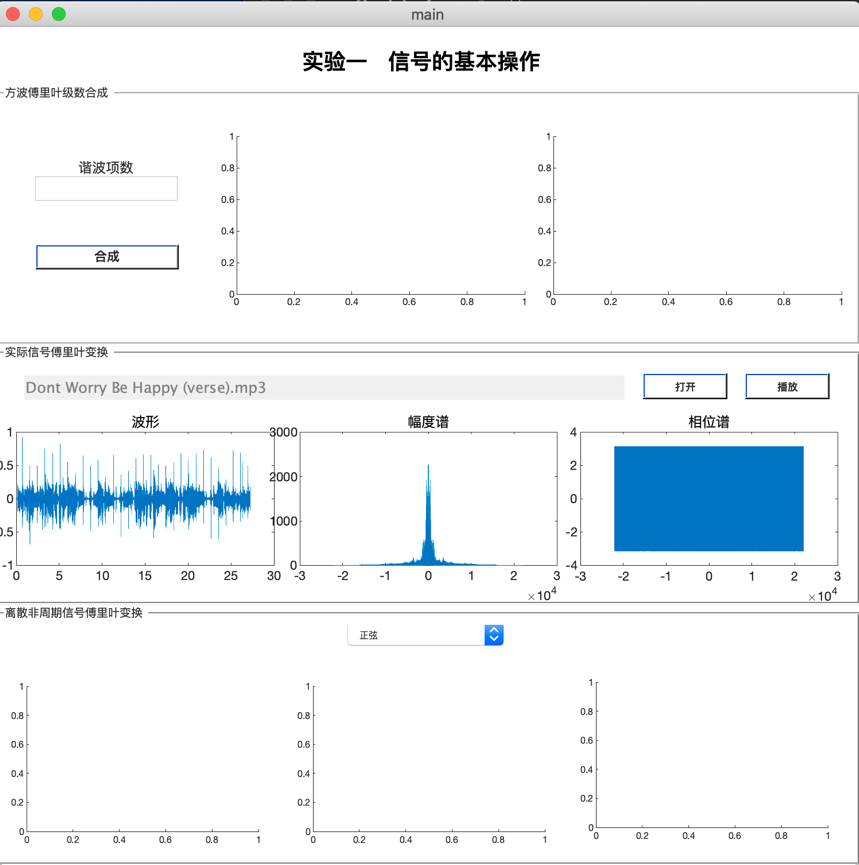 main
实验一 信号的基本操作
方波傅里叶级数合成
谐波项数
合成
1
0.8
0.6
0.4
0.2
0
0 0.2 0.4 0.6 0.8 1
1
0.8
0.6
0.4
0.2
0
0 0.2 0.4 0.6 0.8 1
实际信号傅里叶变换
Dont Worry Be Happy (verse).mp3
打开
播放
波形
1
0.5
0
0.5
-1
0 5 10 15 20 25 30
幅度谱
3000
2000
1000
0
-3 -2 -1 0 1 2 3
×10⁴
相位谱
4
2
0
-2
-4
-3 -2 -1 0 1 2 3
×10⁴
离散非周期信号傅里叶变换
正弦
1
0.8
0.6
0.4
0.2
0
0 0.2 0.4 0.6 0.8 1
1
0.8
0.6
0.4
0.2
0
0 0.2 0.4 0.6 0.8 1
1
0.8
0.6
0.4
0.2
0
0 0.2 0.4 0.6 0.8 1